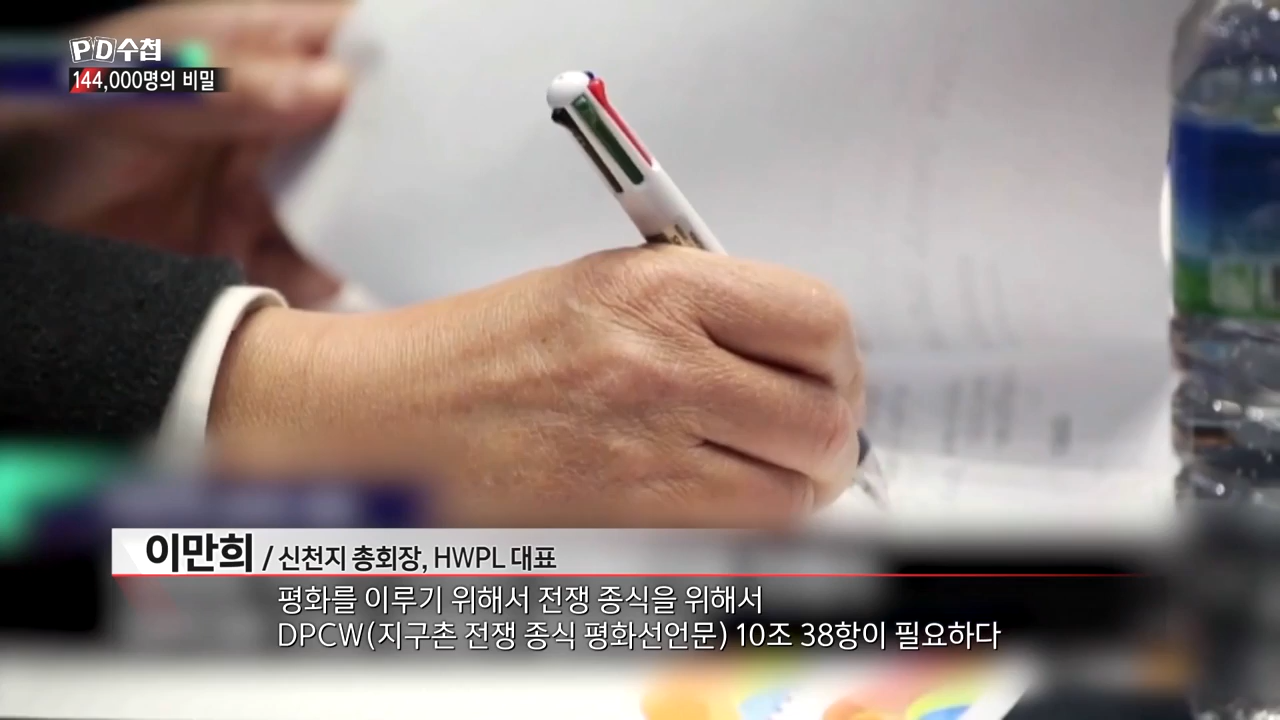 PD수첩
144,000명의 비밀
이만희 / 신천지 총회장, HWPL 대표
평화를 이루기 위해서 전쟁 종식을 위해서
DPCW(지구촌 전쟁 종식 평화선언문) 10조 38항이 필요하다